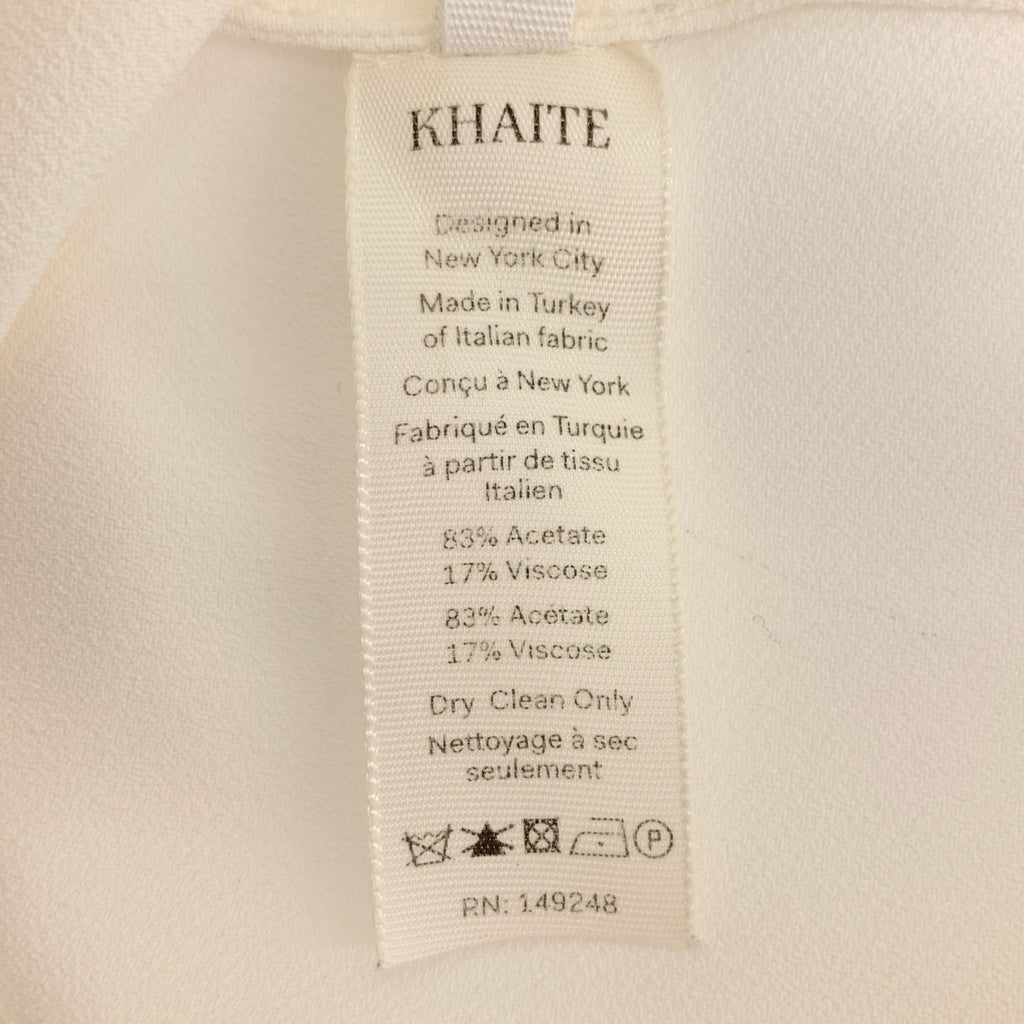 KHAITE
Designed in
New York City
Made in Turkey
of Italian fabric
Conçu à New York
Fabriqué en Turquie
à partir de tissu
Italien
83% Acetate
17% Viscose
83% Acétate
17% Viscose
Dry Clean Only
Nettoyage à sec
seulement
P
RN: 149248